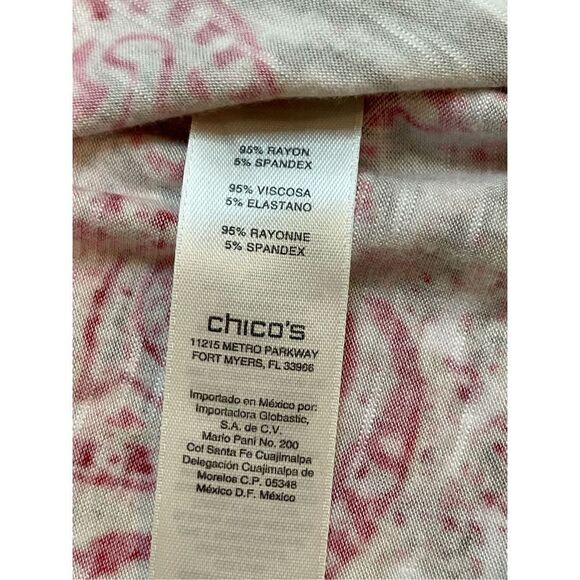 95% RAYON
5% SPANDEX
95% VISCOSA
5% ELASTANO
95% RAYONNE
5% SPANDEX
chico's
11215 METRO PARKWAY
FORT MYERS, FL 33966
Importado en México por:
Importadora Globastic,
S.A. de C.V.
Mario Pani No. 200
Col Santa Fe Cuajimalpa
Delegación Cuajimalpa de
Morelos C.P. 05348
México D.F. México